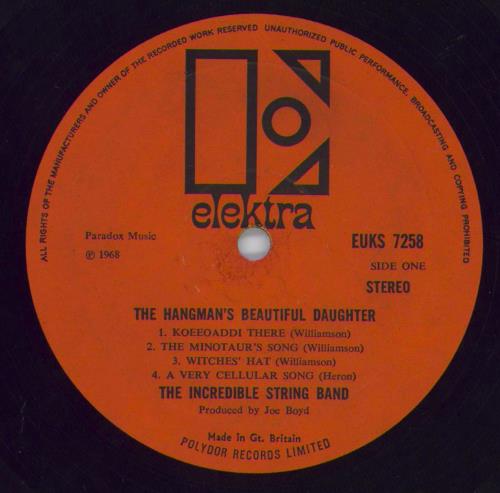 ALL RIGHTS OF THE MANUFACTURERS AND OWNER OF THE RECORDED WORK RESERVED UNAUTHORIZED PUBLIC PERFORMANCE, BROADCASTING AND COPYING PROHIBITED
elektra
Paradox Music
℗ 1968
EUKS 7258
SIDE ONE
STEREO
THE HANGMAN'S BEAUTIFUL DAUGHTER
1. KOEEOADDI THERE (Williamson)
2. THE MINOTAUR'S SONG (Williamson)
3. WITCHES' HAT (Williamson)
4. A VERY CELLULAR SONG (Heron)
THE INCREDIBLE STRING BAND
Produced by Joe Boyd
Made in Gt. Britain
POLYDOR RECORDS LIMITED